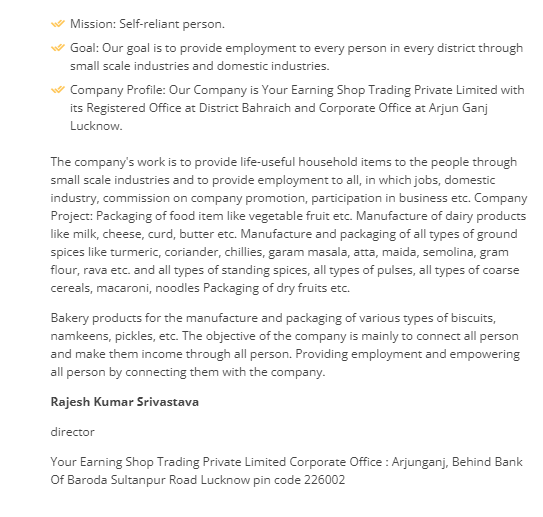 Mission: Self-reliant person.
Goal: Our goal is to provide employment to every person in every district through
small scale industries and domestic industries.
Company Profile: Our Company is Your Earning Shop Trading Private Limited with
its Registered Office at District Bahraich and Corporate Office at Arjun Ganj
Lucknow.
The company's work is to provide life-useful household items to the people through
small scale industries and to provide employment to all, in which jobs, domestic
industry, commission on company promotion, participation in business etc. Company
Project: Packaging of food item like vegetable fruit etc. Manufacture of dairy products
like milk, cheese, curd, butter etc. Manufacture and packaging of all types of ground
spices like turmeric, coriander, chillies, garam masala, atta, maida, semolina, gram
flour, rava etc. and all types of standing spices, all types of pulses, all types of coarse
cereals, macaroni, noodles Packaging of dry fruits etc.
Bakery products for the manufacture and packaging of various types of biscuits,
namkeens, pickles, etc. The objective of the company is mainly to connect all person
and make them income through all person. Providing employment and empowering
all person by connecting them with the company.
Rajesh Kumar Srivastava
director
Your Earning Shop Trading Private Limited Corporate Office : Arjunganj, Behind Bank
Of Baroda Sultanpur Road Lucknow pin code 226002